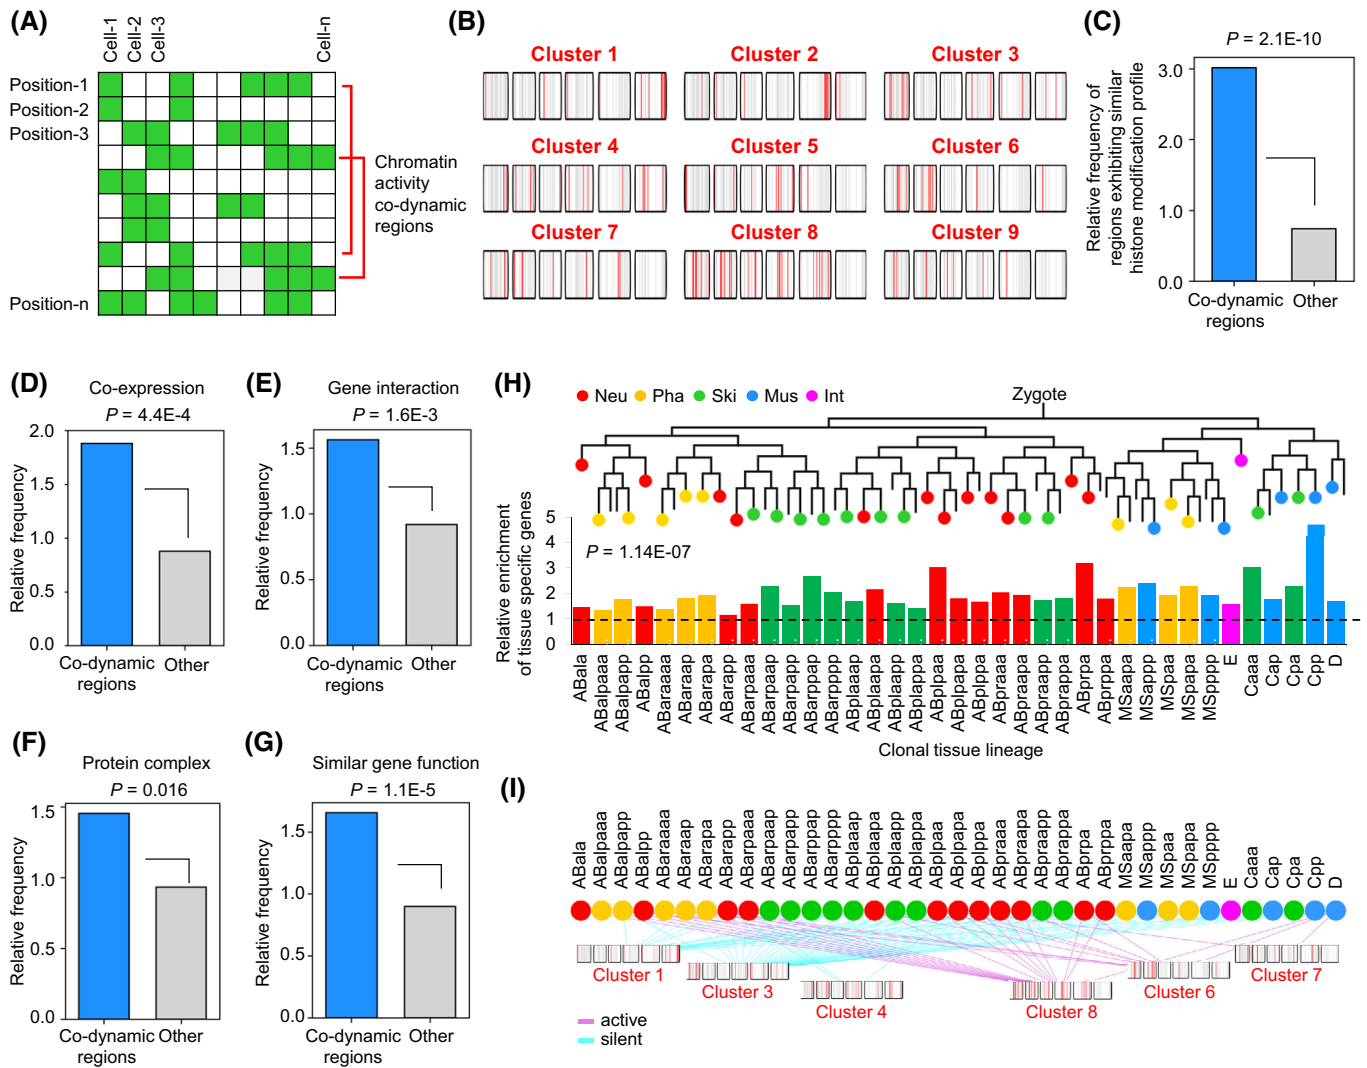 (A)
Cell-1
Cell-2
Cell-3
Cell-n
Position-1
Position-2
Position-3
Position-n
Chromatin
activity
co-dynamic
regions
(B)
Cluster 1
Cluster 2
Cluster 3
Cluster 4
Cluster 5
Cluster 6
Cluster 7
Cluster 8
Cluster 9
(C)
P = 2.1E-10
Relative frequency of
regions exhibiting similar
histone modification profile
3.0
2.0
1.0
0.0
Co-dynamic
regions
Other
(D)
Co-expression
P = 4.4E-4
Relative frequency
2.0
1.5
1.0
0.5
0.0
Co-dynamic
regions
Other
(E)
Gene interaction
P = 1.6E-3
Relative frequency
1.5
1.0
0.5
0.0
Co-dynamic
regions
Other
(F)
Protein complex
P = 0.016
Relative frequency
1.5
1.0
0.5
0.0
Co-dynamic
regions
Other
(G)
Similar gene function
P = 1.1E-5
Relative frequency
1.5
1.0
0.5
0.0
Co-dynamic
regions
Other
(H)
Neu
Pha
Ski
Mus
Int
Zygote
Relative enrichment
of tissue specific genes
5
4
3
2
1
0
P = 1.14E-07
ABala
ABalpaaa
ABalpapp
ABalpp
ABaraaaa
ABaraap
ABarapa
ABarapp
ABarpaaa
ABarpaap
ABarpapp
ABarppap
ABarpppp
ABplaaap
ABplaapa
ABplapp
ABplappa
ABplpaa
ABplpapa
ABplppa
ABpraaa
ABpraapa
ABpraapp
ABprappa
ABprpa
ABprppa
MSaapa
MSappp
MSpaa
MSpapa
MSpppp
E
Caaa
Cap
Cpa
Cpp
D
Clonal tissue lineage
(I)
ABala
ABalpaaa
ABalpapp
ABalpp
ABaraaaa
ABaraap
ABarapa
ABarapp
ABarpaaa
ABarpaap
ABarpapp
ABarppap
ABarpppp
ABplaaap
ABplaapa
ABplapp
ABplappa
ABplpaa
ABplpapa
ABplppa
ABpraaa
ABpraapa
ABpraapp
ABprappa
ABprpa
ABprppa
MSaapa
MSappp
MSpaa
MSpapa
MSpppp
E
Caaa
Cap
Cpa
Cpp
D
Cluster 1
Cluster 3
Cluster 4
Cluster 8
Cluster 6
Cluster 7
active
silent